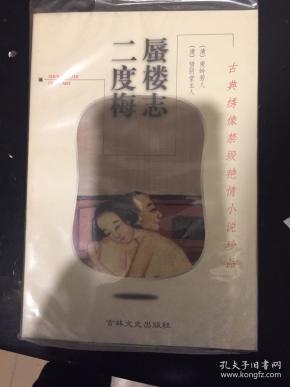 蜃楼志
二度梅
(清) 庾岭劳人
(清) 惜阴堂主人
古典绣像禁毁艳情小说珍品
吉林文史出版社
孔夫子旧书网